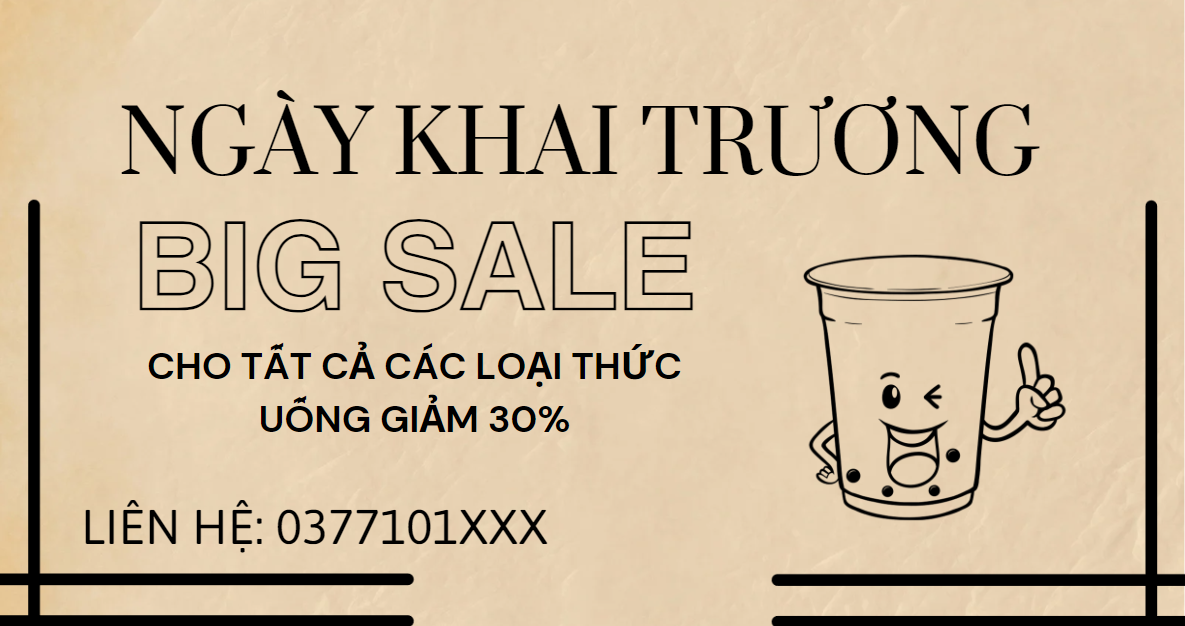 NGÀY KHAI TRƯƠNG
BIG SALE
CHO TẤT CẢ CÁC LOẠI THỨC
UỐNG GIẢM 30%
LIÊN HỆ: 0377101XXX